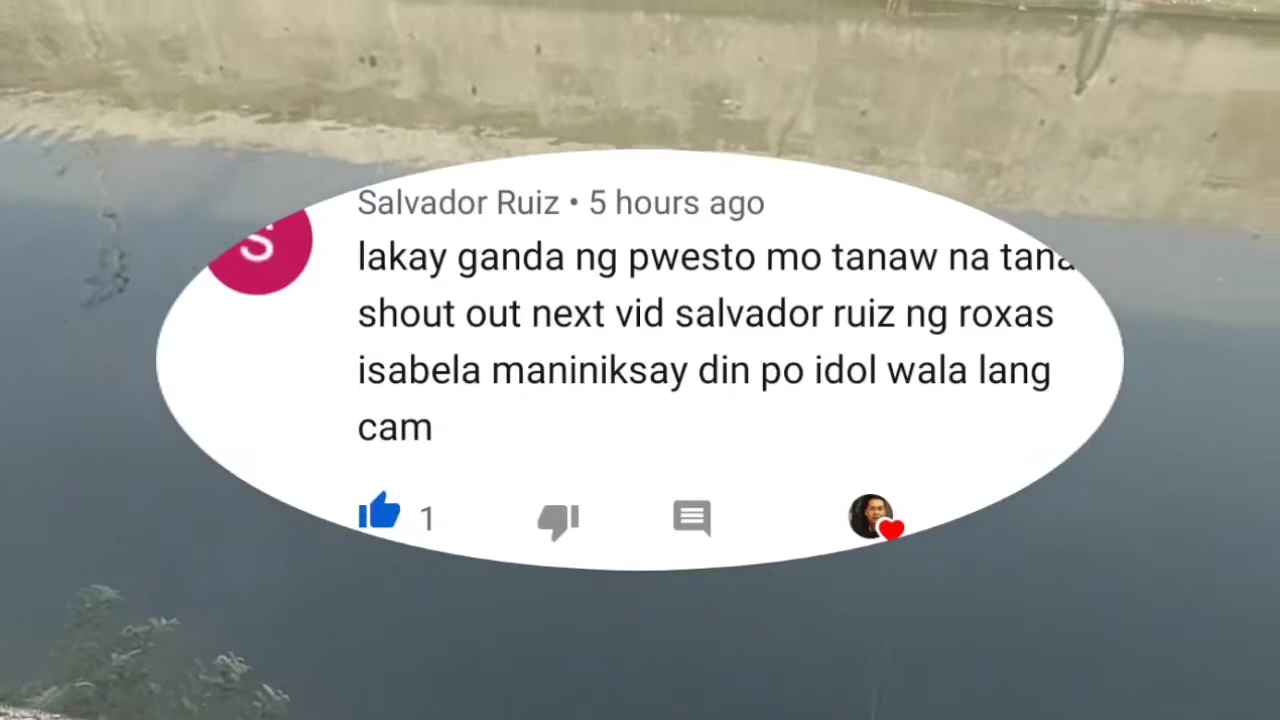 Salvador Ruiz • 5 hours ago
S
lakay ganda ng pwesto mo tanaw na
shout out next vid salvador ruiz ng roxas
isabela maniniksay din po idol wala lang
cam
1